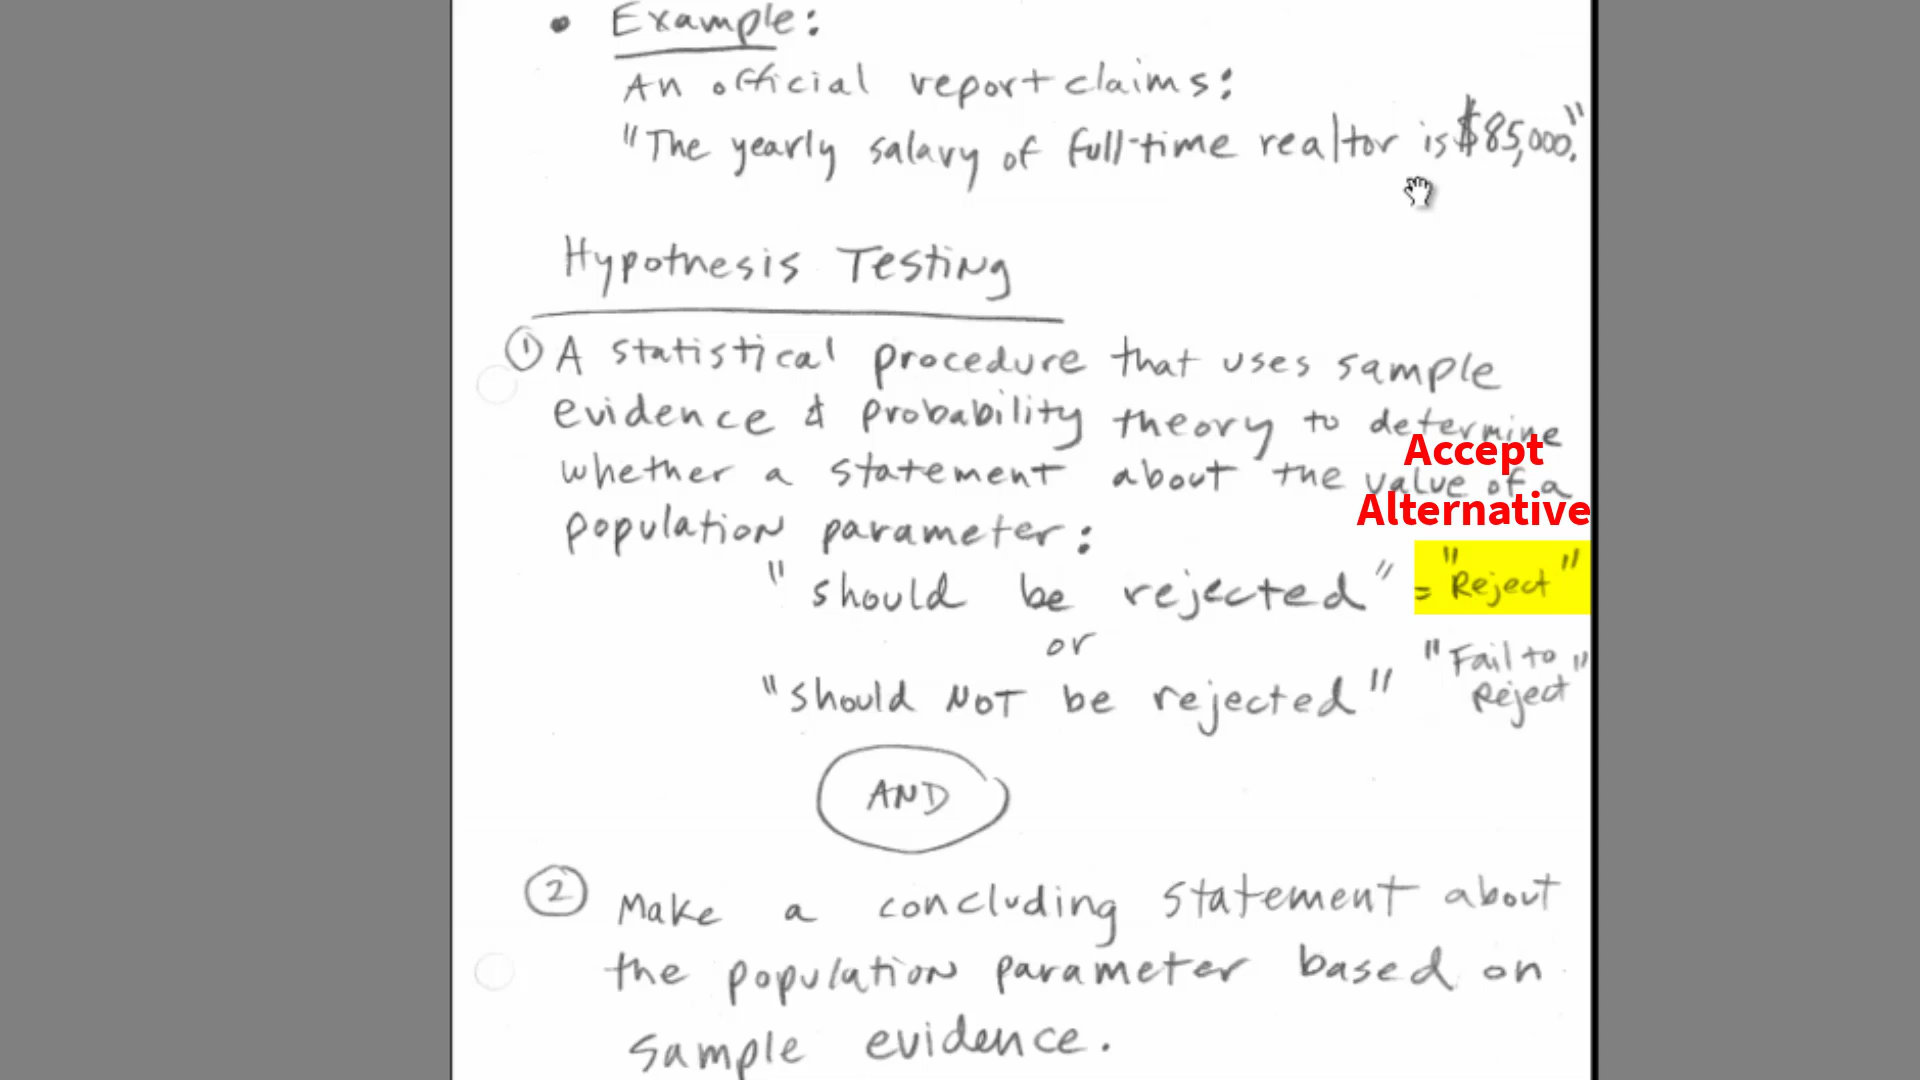 • Example:
An official report claims:
"The yearly salary of full-time realtor is $85,000."
Hypothesis Testing
① A statistical procedure that uses sample
evidence & probability theory to determine
whether a statement about the value of a
population parameter:
Accept
Alternative
"should be rejected" = "Reject"
or
"should NOT be rejected" "Fail to
Reject"
AND
② Make a concluding statement about
the population parameter based on
sample evidence.